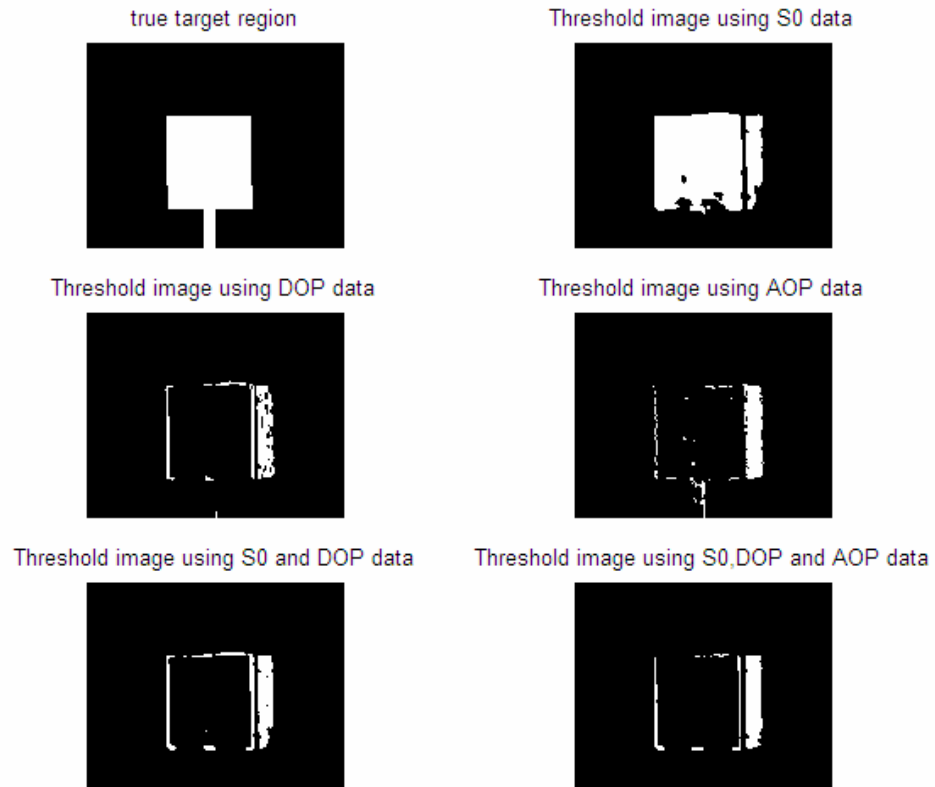 true target region
Threshold image using S0 data
Threshold image using DOP data
Threshold image using AOP data
Threshold image using S0 and DOP data
Threshold image using S0,DOP and AOP data